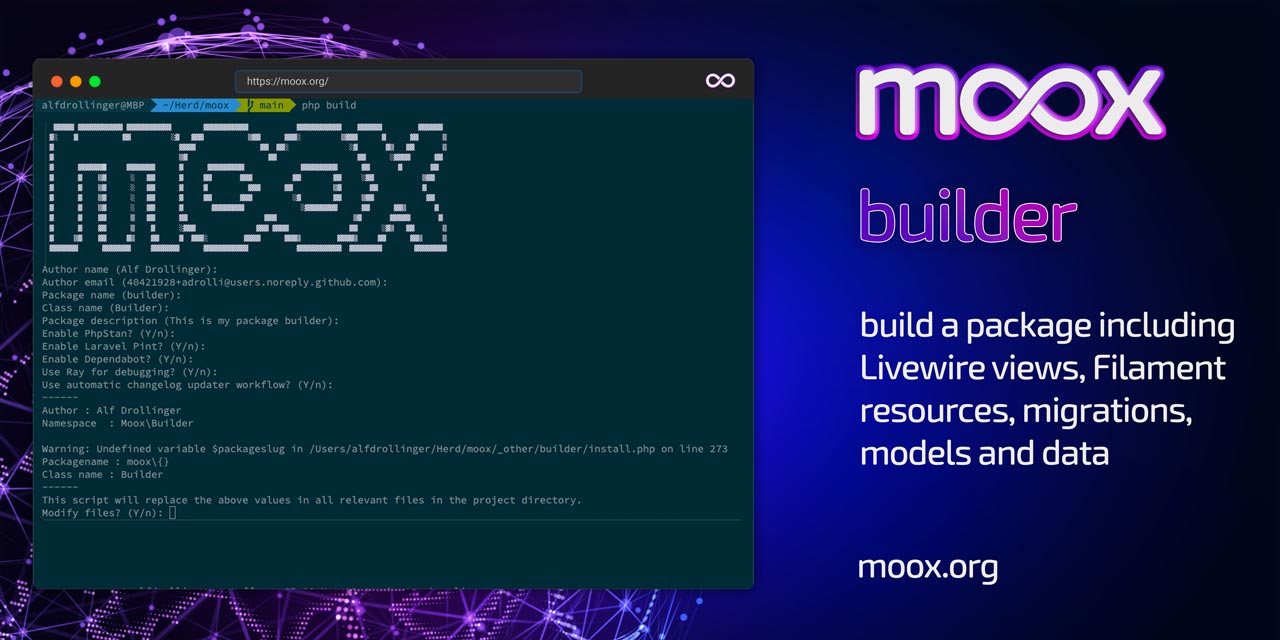 https://moox.org/
alfdrollinger@MBP ~/Herd/moox main php build
moox
Author name (Alf Drollinger):
Author email (40421928+adrolli@users.noreply.github.com):
Package name (builder):
Class name (Builder):
Package description (This is my package builder):
Enable PhpStan? (Y/n):
Enable Laravel Pint? (Y/n):
Enable Dependabot? (Y/n):
Use Ray for debugging? (Y/n):
Use automatic changelog updater workflow? (Y/n):
------
Author : Alf Drollinger
Namespace  : Moox\Builder
Warning: Undefined variable $packageslug in /Users/alfdrollinger/Herd/moox/_other/builder/install.php on line 273
Packagename : moox\{}
Class name : Builder
------
This script will replace the above values in all relevant files in the project directory.
Modify files? (Y/n):
moox
builder
build a package including
Livewire views, Filament
resources, migrations,
models and data
moox.org